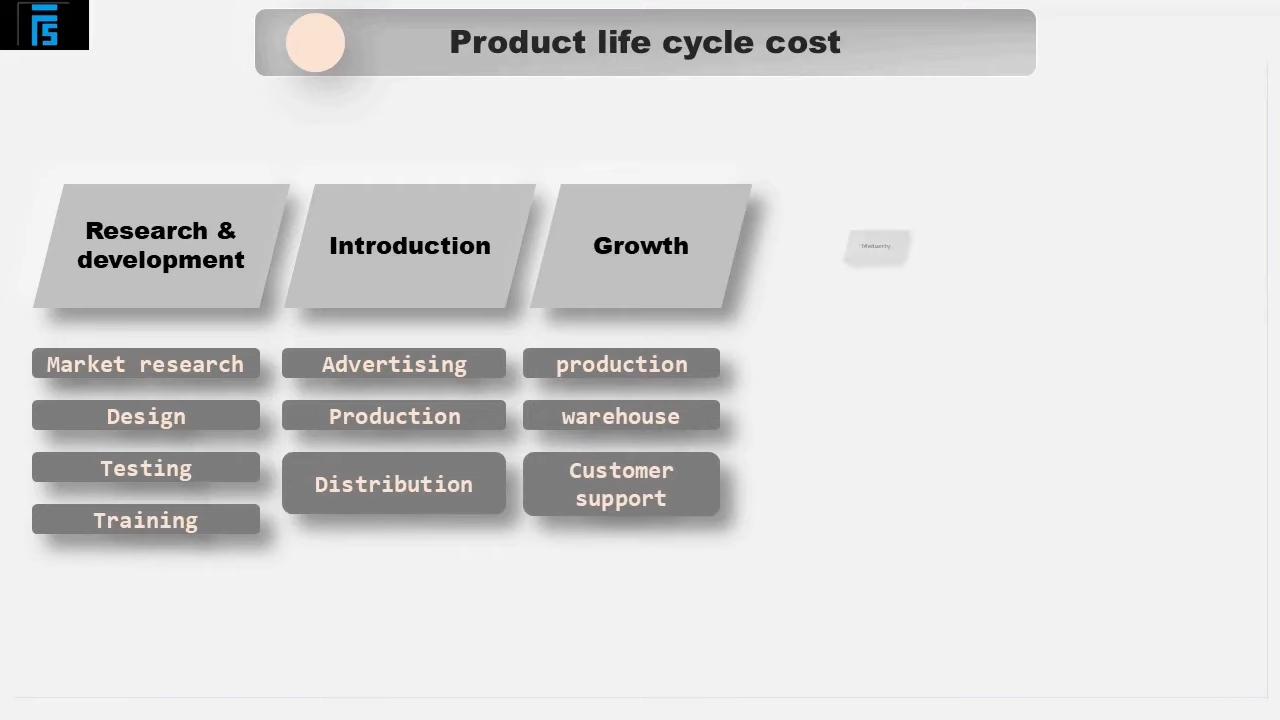 Product life cycle cost
Research &
development
Introduction
Growth
Maturity
Market research
Advertising
production
Design
Production
warehouse
Testing
Distribution
Customer
support
Training